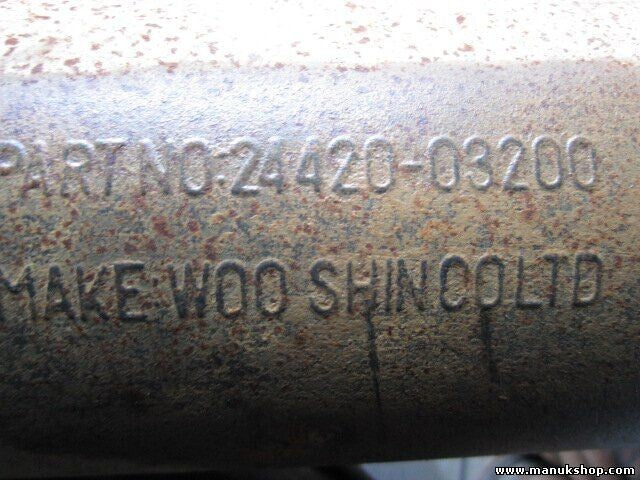 PART NO:24420-03200
MAKE:WOO SHIN CO LTD
www.manukshop.com